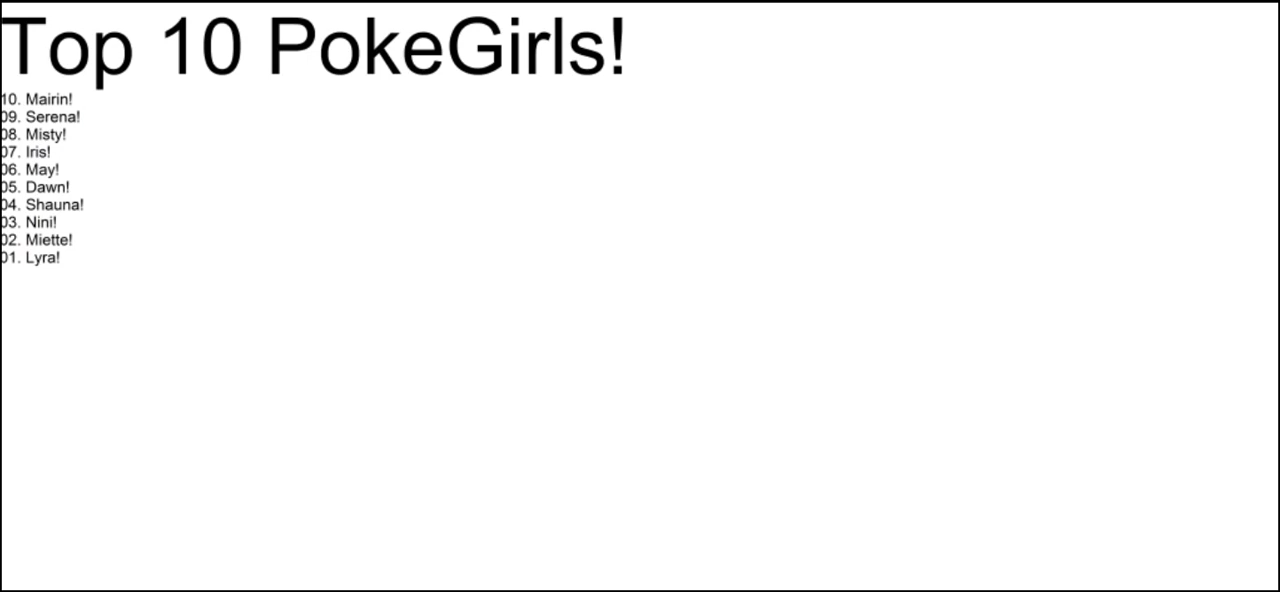 Top 10 PokeGirls!
10. Mairin!
09. Serena!
08. Misty!
07. Iris!
06. May!
05. Dawn!
04. Shauna!
03. Nini!
02. Miette!
01. Lyra!